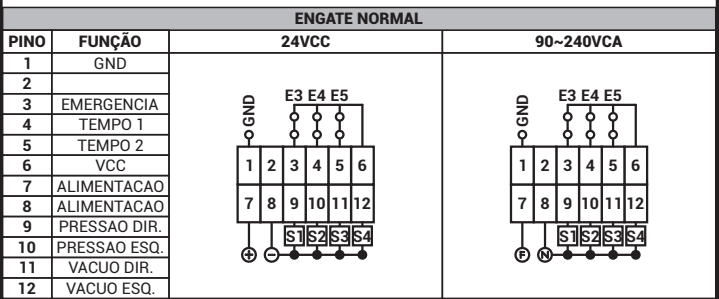 ENGATE NORMAL
PINO FUNÇÃO 24VCC 90~240VCA
1 GND
2
3 EMERGENCIA
4 TEMPO 1
5 TEMPO 2
6 VCC
7 ALIMENTACAO
8 ALIMENTACAO
9 PRESSAO DIR.
10 PRESSAO ESQ.
11 VACUO DIR.
12 VACUO ESQ.
GND E3 E4 E5
1 2 3 4 5 6
7 8 9 10 11 12
S1 S2 S3 S4
+ −
GND E3 E4 E5
1 2 3 4 5 6
7 8 9 10 11 12
S1 S2 S3 S4
F N